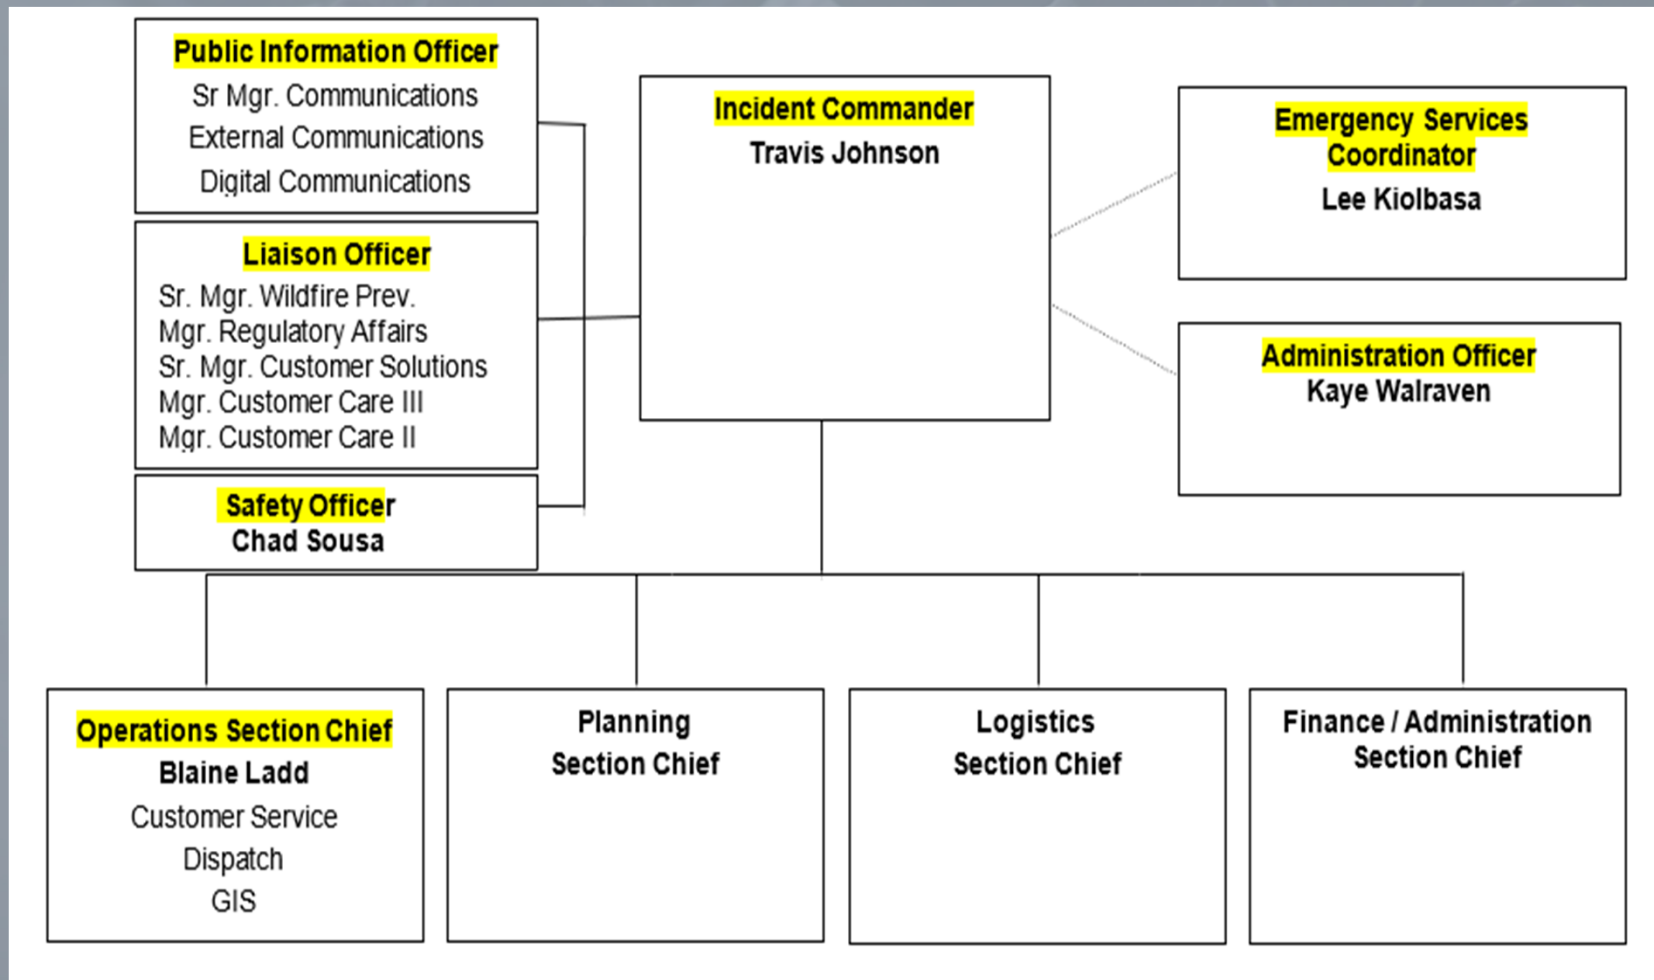 Public Information Officer
Sr Mgr. Communications
External Communications
Digital Communications
Liaison Officer
Sr. Mgr. Wildfire Prev.
Mgr. Regulatory Affairs
Sr. Mgr. Customer Solutions
Mgr. Customer Care III
Mgr. Customer Care II
Safety Officer
Chad Sousa
Incident Commander
Travis Johnson
Emergency Services
Coordinator
Lee Kiolbasa
Administration Officer
Kaye Walraven
Operations Section Chief
Blaine Ladd
Customer Service
Dispatch
GIS
Planning
Section Chief
Logistics
Section Chief
Finance / Administration
Section Chief